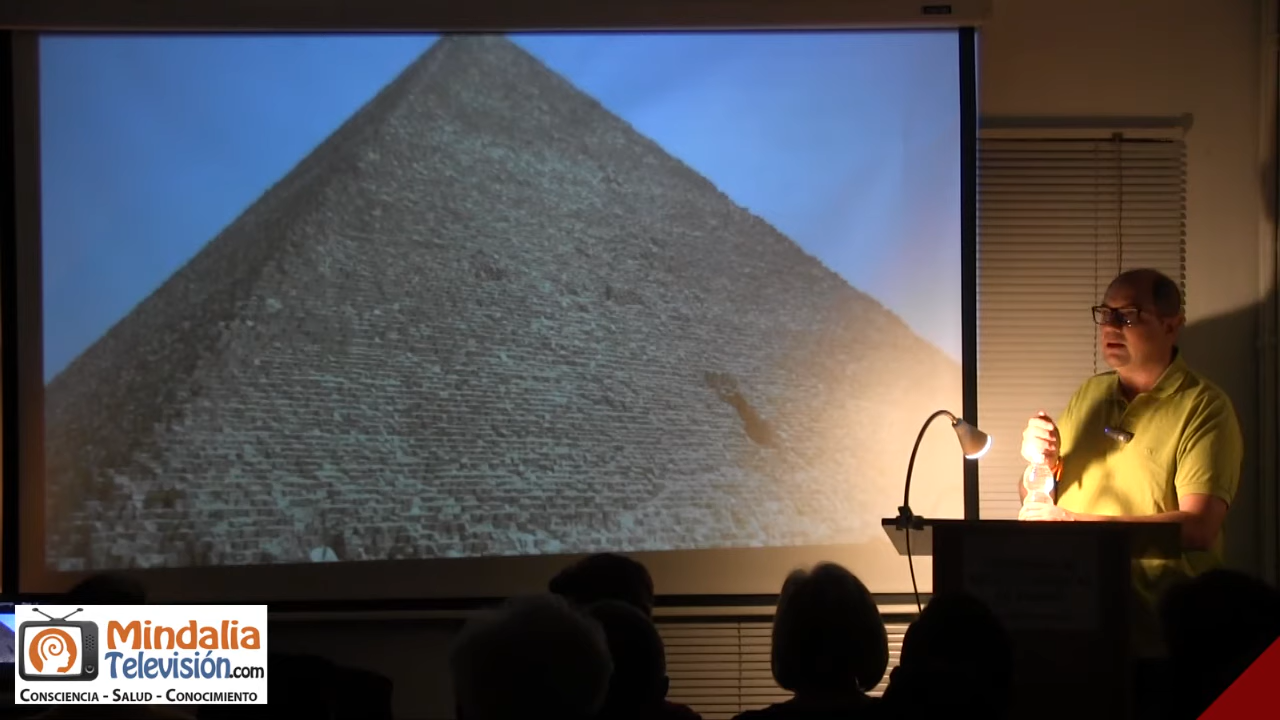 Mindalia
Televisión.com
Consciencia - Salud - Conocimiento